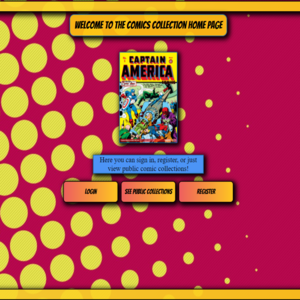 WELCOME TO THE COMICS COLLECTION HOME PAGE
CAPTAIN
AMERICA
Here you can sign in, register, or just
view public comic collections!
LOGIN
SEE PUBLIC COLLECTIONS
REGISTER